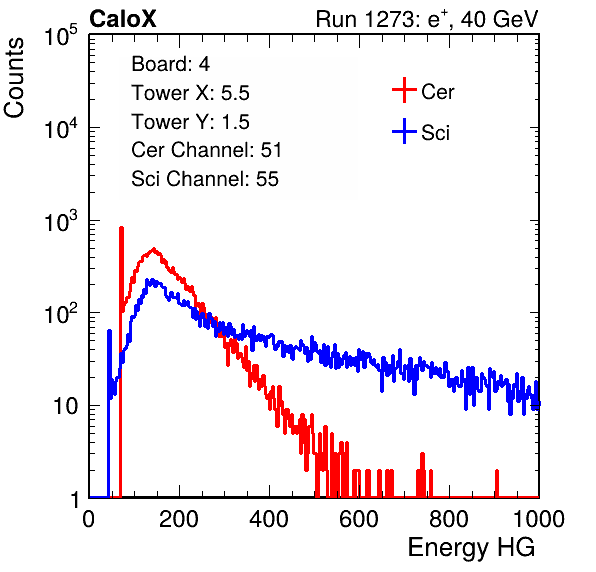 CaloX Run 1273: e⁺, 40 GeV
Counts
10⁵
10⁴
10³
10²
10
1
Board: 4
Tower X: 5.5
Tower Y: 1.5
Cer Channel: 51
Sci Channel: 55
Cer
Sci
0 200 400 600 800 1000
Energy HG